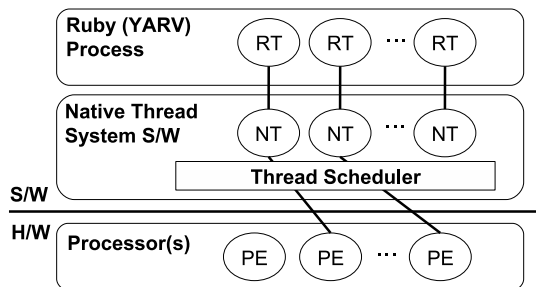 Ruby (YARV)
Process
RT RT ... RT
Native Thread
System S/W
NT NT ... NT
Thread Scheduler
S/W
H/W
Processor(s)
PE PE ... PE